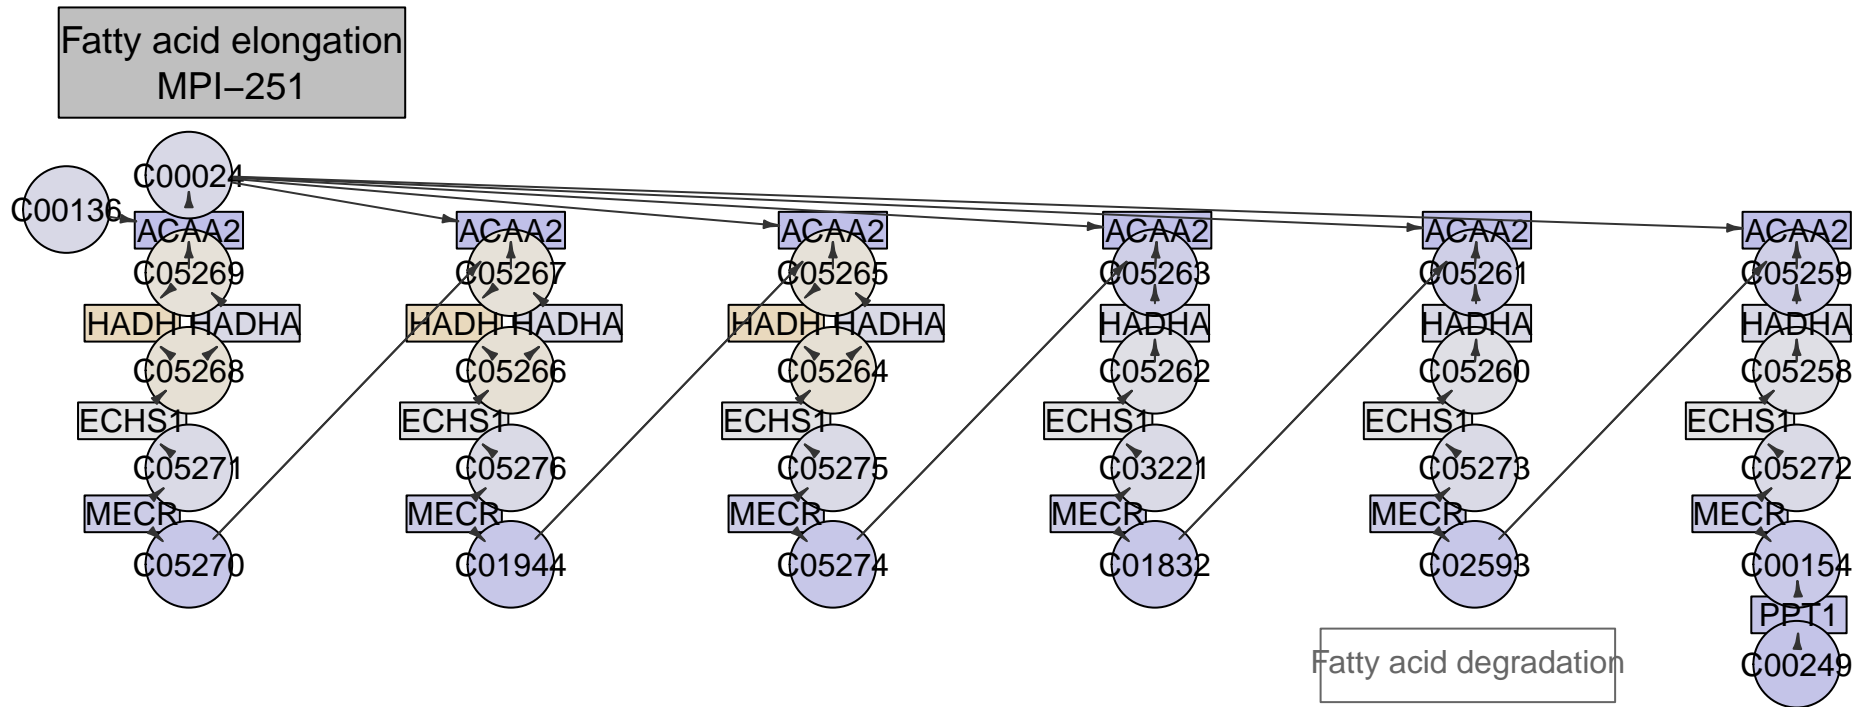 Fatty acid elongation
MPI−251
C00024
C00136
ACAA2 ACAA2 ACAA2 ACAA2 ACAA2 ACAA2
C05269 C05267 C05265 C05263 C05261 C05259
HADH HADHA HADH HADHA HADH HADHA HADHA HADHA HADHA
C05268 C05266 C05264 C05262 C05260 C05258
ECHS1 ECHS1 ECHS1 ECHS1 ECHS1 ECHS1
C05271 C05276 C05275 C03221 C05273 C05272
MECR MECR MECR MECR MECR MECR
C05270 C01944 C05274 C01832 C02593 C00154
PPT1
Fatty acid degradation C00249